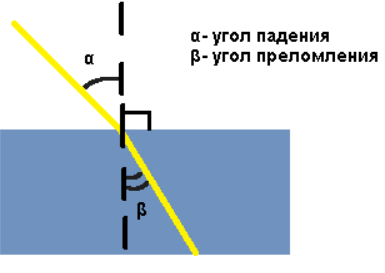 α- угол падения
β- угол преломления
α
β